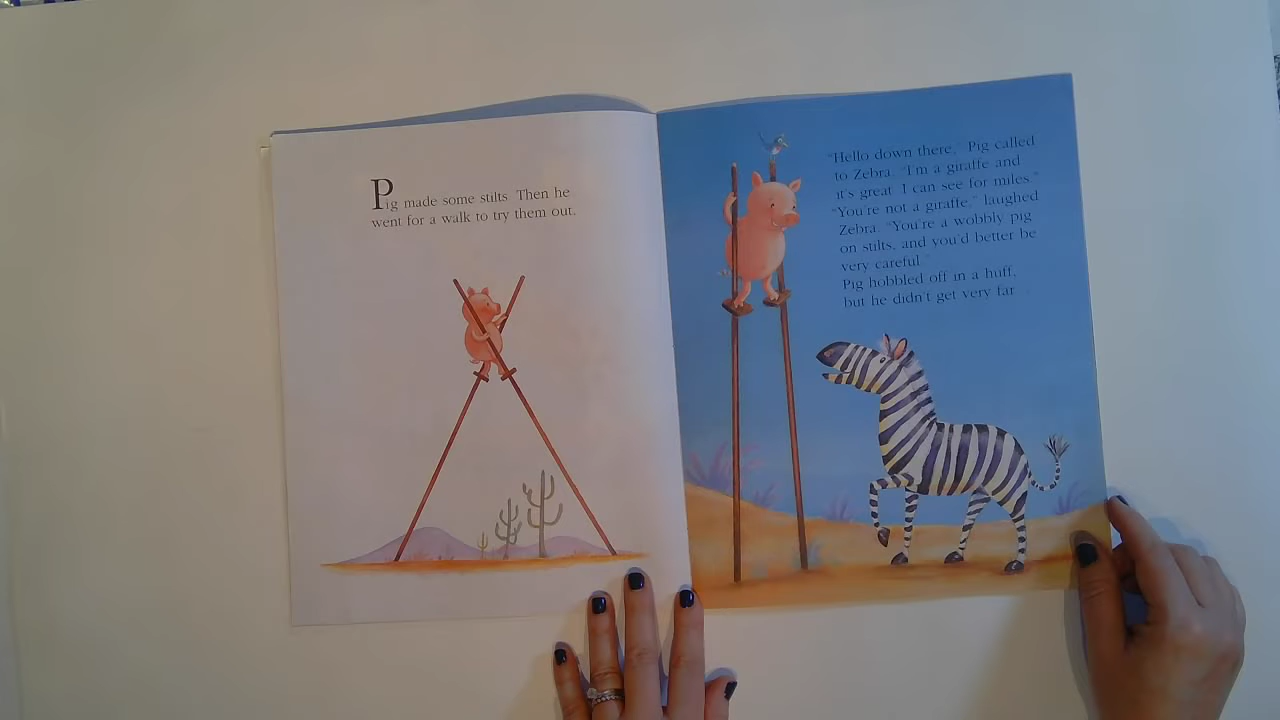 Pig made some stilts Then he
went for a walk to try them out.
"Hello down there," Pig called
to Zebra. "I'm a giraffe and
it's great I can see for miles."
"You're not a giraffe," laughed
Zebra. "You're a wobbly pig
on stilts, and you'd better be
very careful"
Pig hobbled off in a huff,
but he didn't get very far